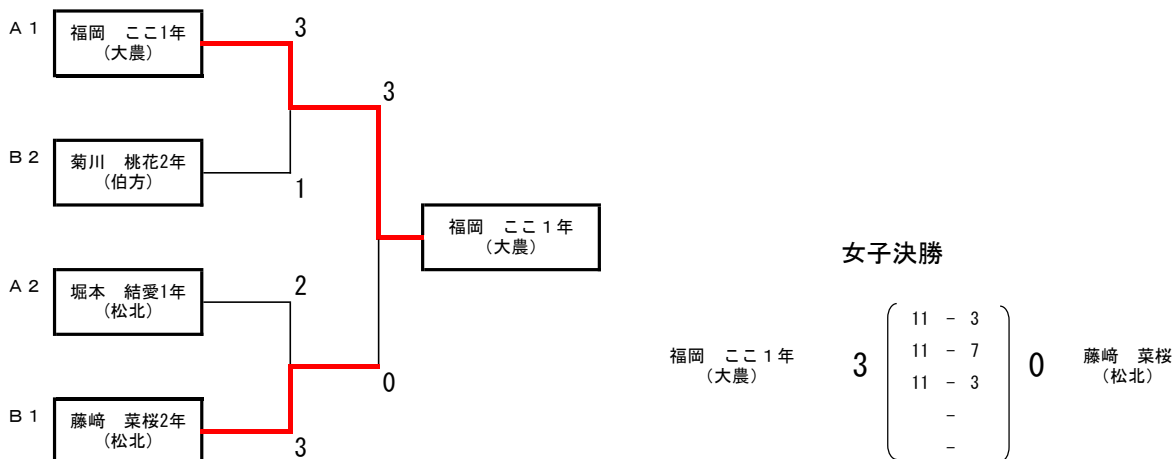 A1
福岡　ここ1年
(大農)
3
3
B2
菊川　桃花2年
(伯方)
1
福岡　ここ１年
(大農)
A2
堀本　結愛1年
(松北)
2
0
B1
藤﨑　菜桜2年
(松北)
3
女子決勝
福岡　ここ１年
(大農)
3
11 － 3
11 － 7
11 － 3
－
－
0
藤﨑　菜桜
(松北)